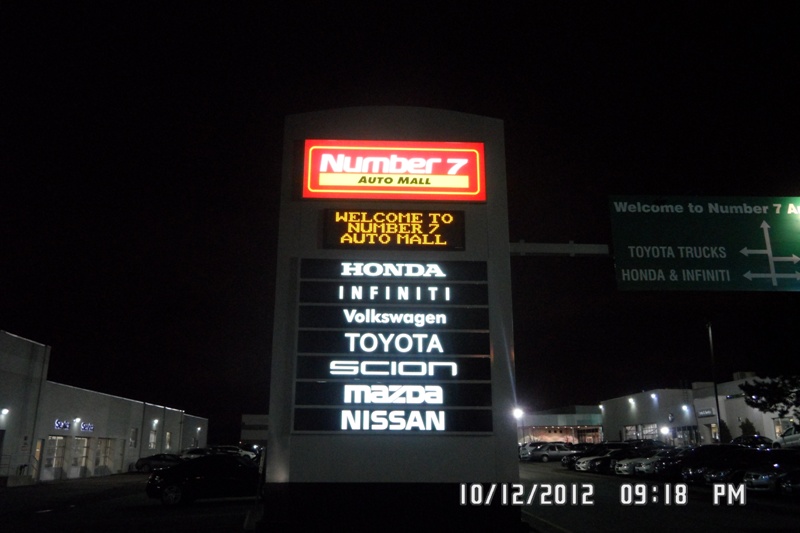 Number 7
AUTO MALL
WELCOME TO
NUMBER 7
AUTO MALL
HONDA
INFINITI
Volkswagen
TOYOTA
SCION
mazda
NISSAN
Welcome to Number 7
TOYOTA TRUCKS
HONDA & INFINITI
10/12/2012 09:18 PM